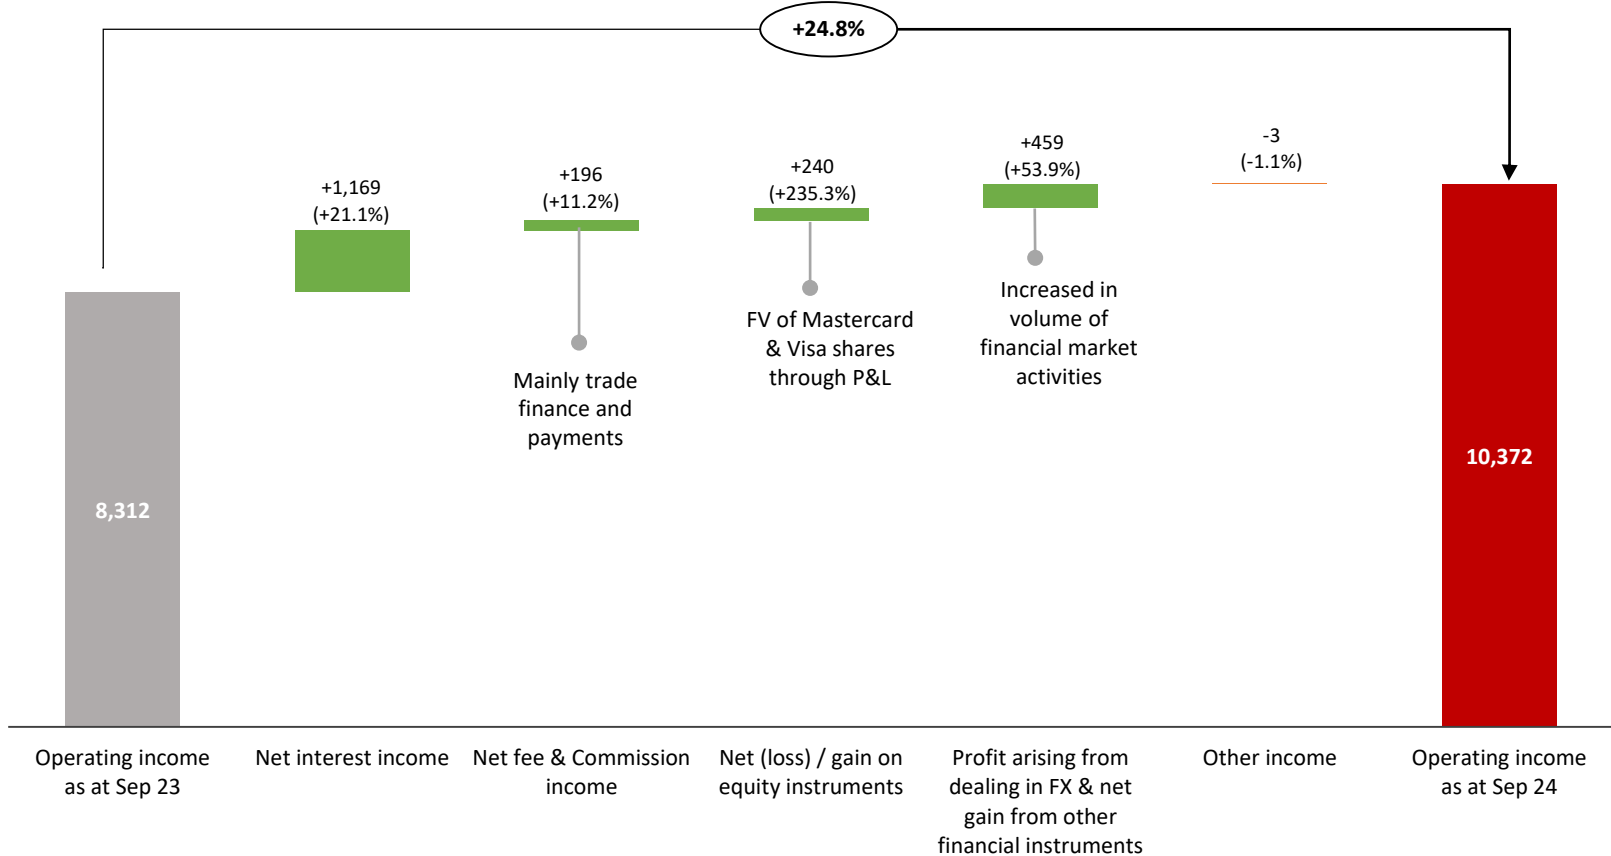 +24.8%
+1,169
(+21.1%)
+196
(+11.2%)
+240
(+235.3%)
+459
(+53.9%)
-3
(-1.1%)
Mainly trade
finance and
payments
FV of Mastercard
& Visa shares
through P&L
Increased in
volume of
financial market
activities
8,312
10,372
Operating income
as at Sep 23
Net interest income
Net fee & Commission
income
Net (loss) / gain on
equity instruments
Profit arising from
dealing in FX & net
gain from other
financial instruments
Other income
Operating income
as at Sep 24